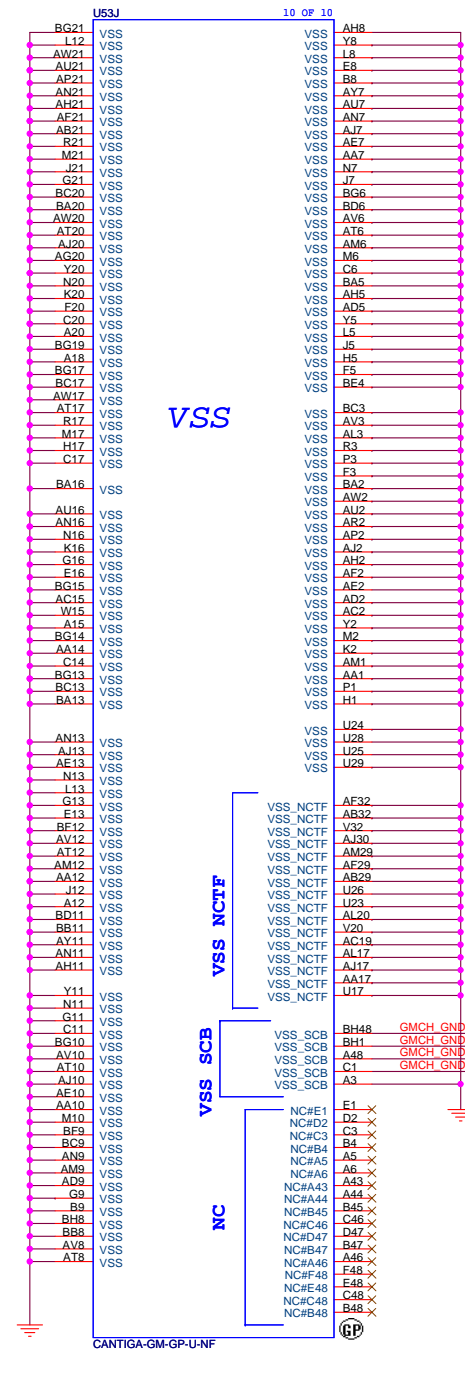 U53J
10 OF 10
BG21 VSS
L12 VSS
AW21 VSS
AU21 VSS
AP21 VSS
AN21 VSS
AH21 VSS
AF21 VSS
AB21 VSS
R21 VSS
M21 VSS
J21 VSS
G21 VSS
BC20 VSS
BA20 VSS
AW20 VSS
AT20 VSS
AJ20 VSS
AG20 VSS
Y20 VSS
N20 VSS
K20 VSS
F20 VSS
C20 VSS
A20 VSS
BG19 VSS
A18 VSS
BG17 VSS
BC17 VSS
AW17 VSS
AT17 VSS
R17 VSS
M17 VSS
H17 VSS
C17 VSS
BA16 VSS
AU16 VSS
AN16 VSS
N16 VSS
K16 VSS
G16 VSS
E16 VSS
BG15 VSS
AC15 VSS
W15 VSS
A15 VSS
BG14 VSS
AA14 VSS
C14 VSS
BG13 VSS
BC13 VSS
BA13 VSS
AN13 VSS
AJ13 VSS
AE13 VSS
N13 VSS
L13 VSS
G13 VSS
E13 VSS
BF12 VSS
AV12 VSS
AT12 VSS
AM12 VSS
AA12 VSS
J12 VSS
A12 VSS
BD11 VSS
BB11 VSS
AY11 VSS
AN11 VSS
AH11 VSS
Y11 VSS
N11 VSS
G11 VSS
C11 VSS
BG10 VSS
AV10 VSS
AT10 VSS
AJ10 VSS
AE10 VSS
AA10 VSS
M10 VSS
BF9 VSS
BC9 VSS
AN9 VSS
AM9 VSS
AD9 VSS
G9 VSS
B9 VSS
BH8 VSS
BB8 VSS
AV8 VSS
AT8 VSS
VSS
VSS NCTF
VSS SCB
NC
VSS AH8
VSS Y8
VSS L8
VSS E8
VSS B8
VSS AY7
VSS AU7
VSS AN7
VSS AJ7
VSS AE7
VSS AA7
VSS N7
VSS J7
VSS BG6
VSS BD6
VSS AV6
VSS AT6
VSS AM6
VSS M6
VSS C6
VSS BA5
VSS AH5
VSS AD5
VSS Y5
VSS L5
VSS J5
VSS H5
VSS F5
VSS BE4
VSS BC3
VSS AV3
VSS AL3
VSS R3
VSS P3
VSS F3
VSS BA2
VSS AW2
VSS AU2
VSS AR2
VSS AP2
VSS AJ2
VSS AH2
VSS AF2
VSS AE2
VSS AD2
VSS AC2
VSS Y2
VSS M2
VSS K2
VSS AM1
VSS AA1
VSS P1
VSS H1
VSS U24
VSS U28
VSS U25
VSS U29
VSS_NCTF AF32
VSS_NCTF AB32
VSS_NCTF V32
VSS_NCTF AJ30
VSS_NCTF AM29
VSS_NCTF AF29
VSS_NCTF AB29
VSS_NCTF U26
VSS_NCTF U23
VSS_NCTF AL20
VSS_NCTF V20
VSS_NCTF AC19
VSS_NCTF AL17
VSS_NCTF AJ17
VSS_NCTF AA17
VSS_NCTF U17
VSS_SCB BH48 GMCH_GND
VSS_SCB BH1 GMCH_GND
VSS_SCB A48 GMCH_GND
VSS_SCB C1 GMCH_GND
VSS_SCB A3
NC#E1 E1
NC#D2 D2
NC#C3 C3
NC#B4 B4
NC#A5 A5
NC#A6 A6
NC#A43 A43
NC#A44 A44
NC#B45 B45
NC#C46 C46
NC#D47 D47
NC#B47 B47
NC#A46 A46
NC#F48 F48
NC#E48 E48
NC#C48 C48
NC#B48 B48
GP
CANTIGA-GM-GP-U-NF